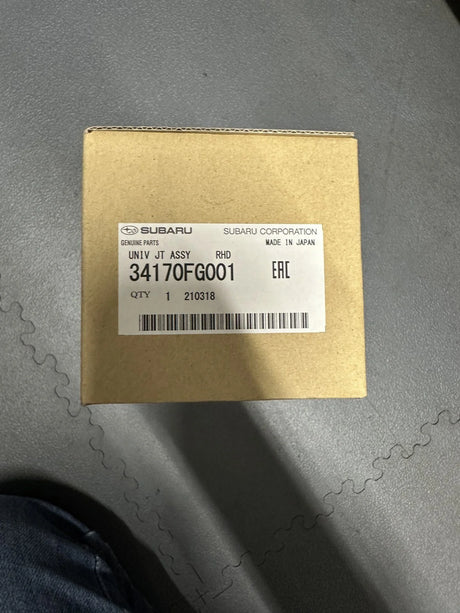 SUBARU SUBARU CORPORATION
GENUINE PARTS MADE IN JAPAN
UNIV JT ASSY RHD
34170FG001 EAC
QTY 1 210318